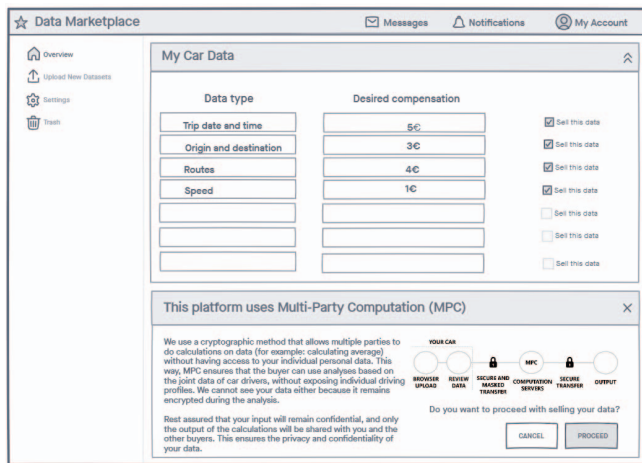 Data Marketplace
Messages
Notifications
My Account
Overview
Upload New Datasets
Settings
Trash
My Car Data
Data type
Desired compensation
Trip date and time
5€
Sell this data
Origin and destination
3€
Sell this data
Routes
4€
Sell this data
Speed
1€
Sell this data
Sell this data
Sell this data
Sell this data
This platform uses Multi-Party Computation (MPC)
We use a cryptographic method that allows multiple parties to
do calculations on data (for example: calculating average)
without having access to your individual personal data. This
way, MPC ensures that the buyer can use analyses based on
the joint data of car drivers, without exposing individual driving
profiles. We cannot see your data either because it remains
encrypted during the analysis.
Rest assured that your input will remain confidential, and only
the output of the calculations will be shared with you and the
other buyers. This ensures the privacy and confidentiality of
your data.
YOUR CAR
MPC
BROWSER
UPLOAD
REVIEW
DATA
SECURE AND
MASKED
TRANSFER
COMPUTATION
SERVERS
SECURE
TRANSFER
OUTPUT
Do you want to proceed with selling your data?
CANCEL
PROCEED